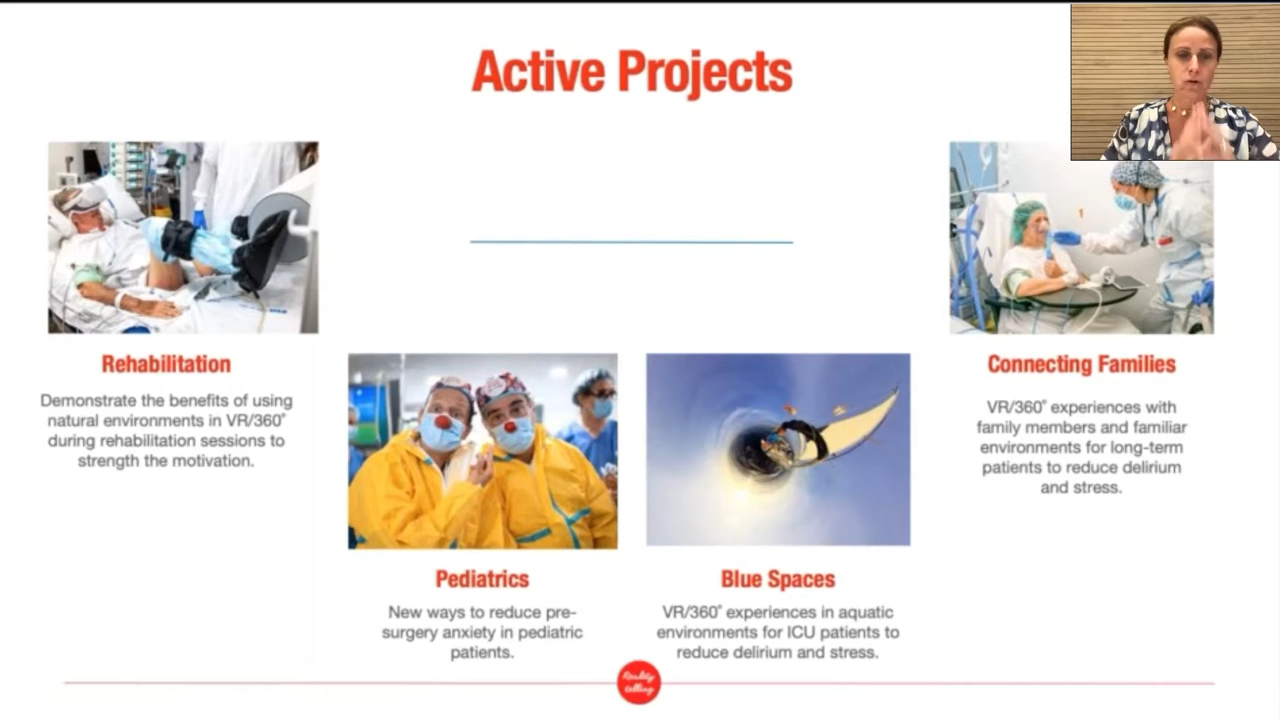 Active Projects
Rehabilitation
Demonstrate the benefits of using
natural environments in VR/360°
during rehabilitation sessions to
strength the motivation.
Pediatrics
New ways to reduce pre-
surgery anxiety in pediatric
patients.
Blue Spaces
VR/360° experiences in aquatic
environments for ICU patients to
reduce delirium and stress.
1
Connecting Families
VR/360° experiences with
family members and familiar
environments for long-term
patients to reduce delirium
and stress.
Reality
telling